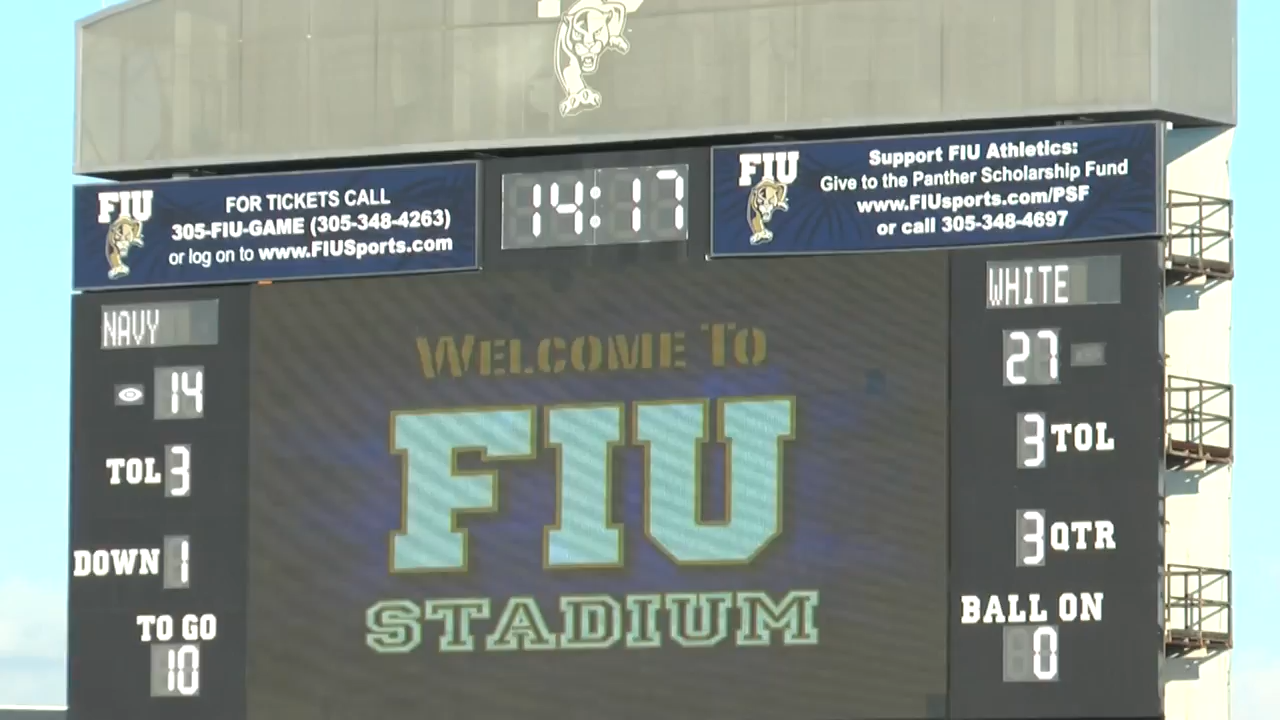 FIU
FOR TICKETS CALL
305-FIU-GAME (305-348-4263)
or log on to www.FIUSports.com
14:17
FIU
Support FIU Athletics:
Give to the Panther Scholarship Fund
www.FIUsports.com/PSF
or call 305-348-4697
NAVY
14
TOL 3
DOWN 1
TO GO
10
WELCOME TO
FIU
STADIUM
WHITE
27
3 TOL
3 QTR
BALL ON
0